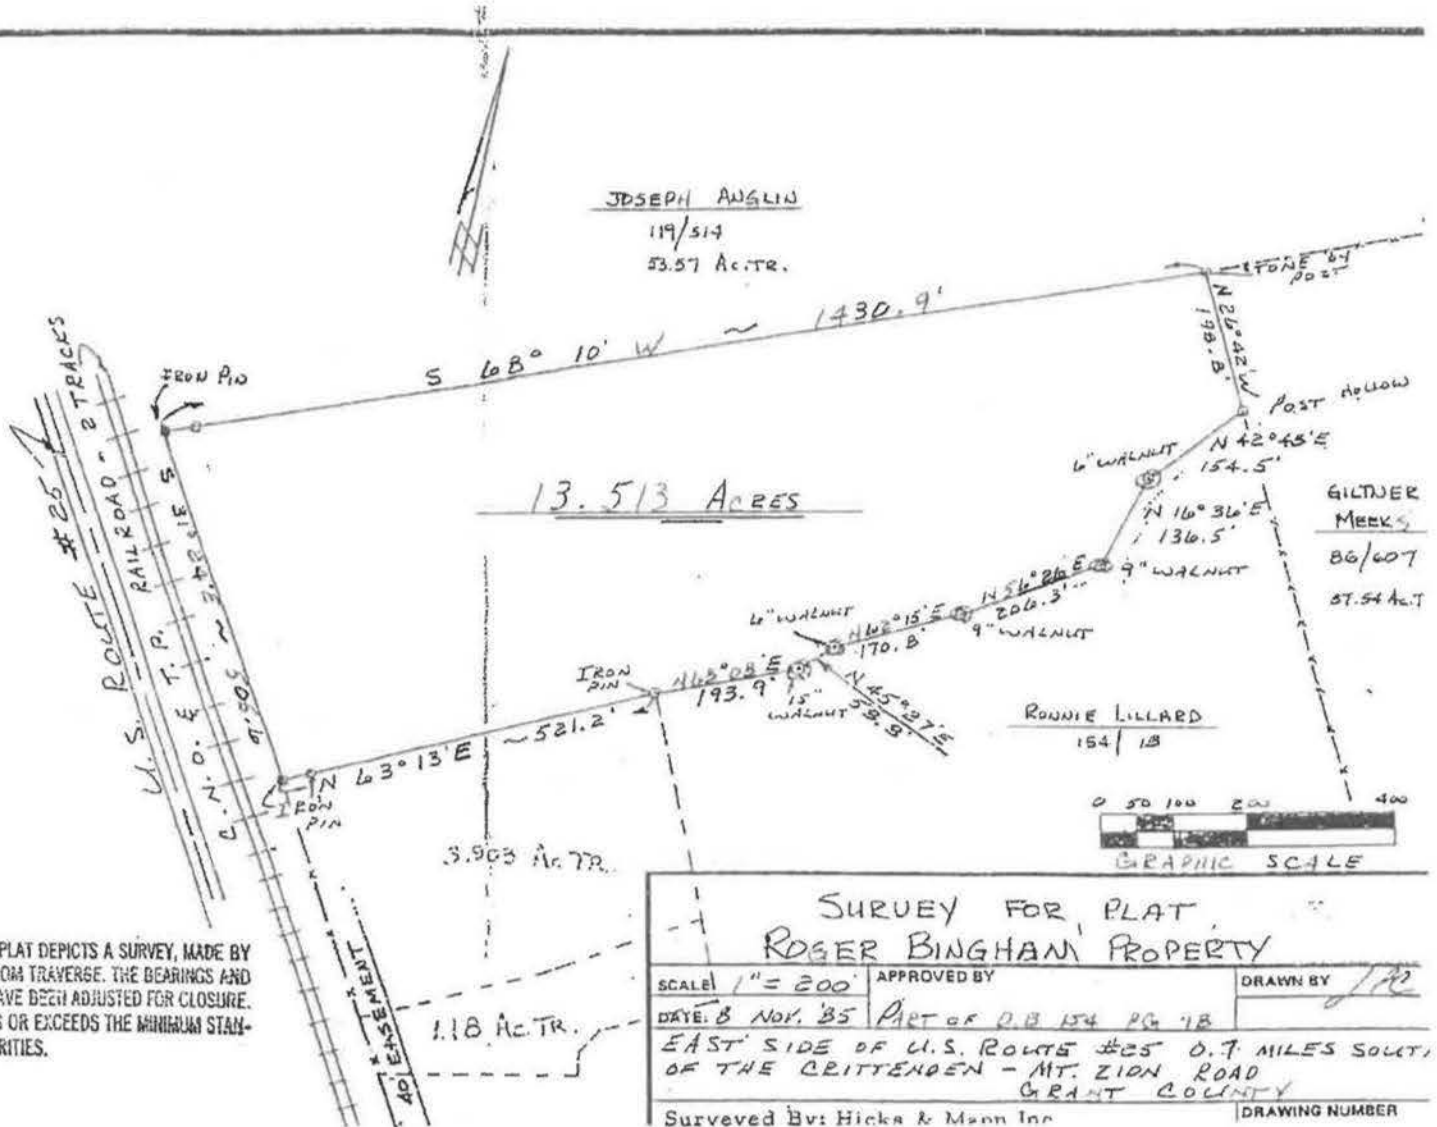 JOSEPH ANGLIN
119/514
53.57 AC.TR.
STONE BY
POST
N 26° 42' W
198.8'
IRON PIN
S 68° 10' W ~ 1430.9'
POST HOLLOW
6" WALNUT
N 42° 45' E
154.5'
13.513 ACRES
GILTNER
MEEKS
86/607
N 16° 36' E
136.5'
9" WALNUT
U.S. ROUTE #25
C.N.O. & T.P. RAILROAD - 2 TRACKS
~ 502.9
N 56° 26' E
206.3'
9" WALNUT
6" WALNUT
N 62° 15' E
170.8'
IRON
PIN
N 63° 03' E
193.9'
15"
WALNUT
N 45° 27' E
58.8
RONNIE LILLARD
154/
N 63° 13' E ~ 521.2'
IRON
PIN
0 50 100 200 400
GRAPHIC SCALE
AC.TR.
1.18 AC.TR.
40' EASEMENT
PLAT DEPICTS A SURVEY, MADE BY
OM TRAVERSE. THE BEARINGS AND
AVE BEEN ADJUSTED FOR CLOSURE.
S OR EXCEEDS THE MINIMUM STAN-
RITIES.
SURVEY FOR PLAT
ROGER BINGHAM PROPERTY
SCALE 1" = 200'
APPROVED BY
DRAWN BY
DATE: 8 NOV. '85
PART OF D.B 154 PG
EAST SIDE OF U.S. ROUTE #25 0.7 MILES SOUTH
OF THE CRITTENDEN - MT. ZION ROAD
GRANT COUNTY
Surveyed By: Hicks & Mann Inc
DRAWING NUMBER